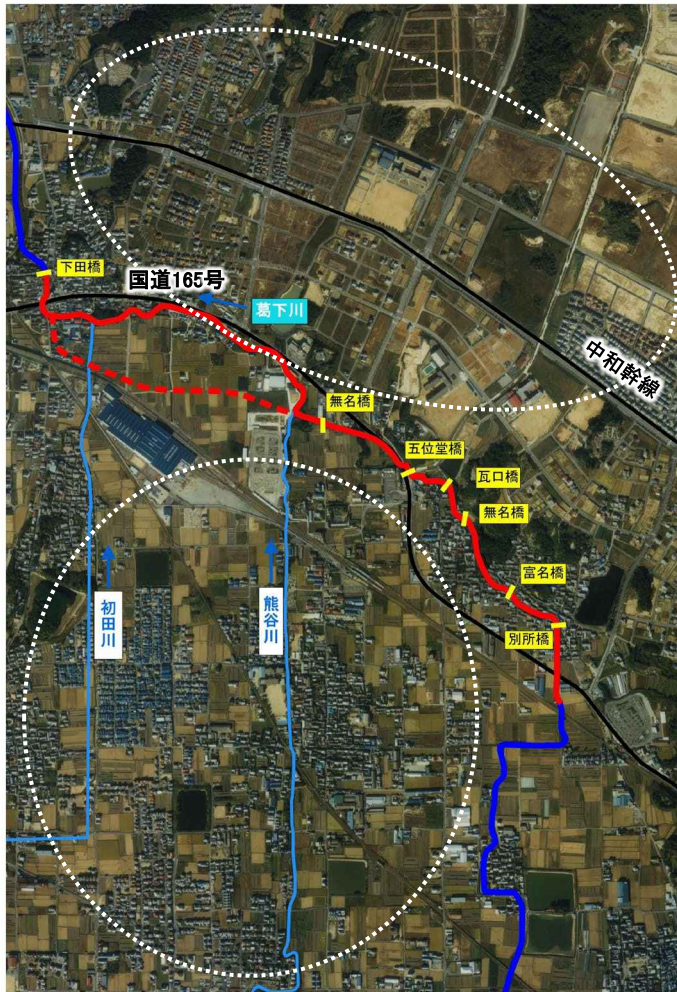 下田橋
国道165号
葛下川
中和幹線
無名橋
五位堂橋
瓦口橋
無名橋
富名橋
別所橋
初田川
熊谷川